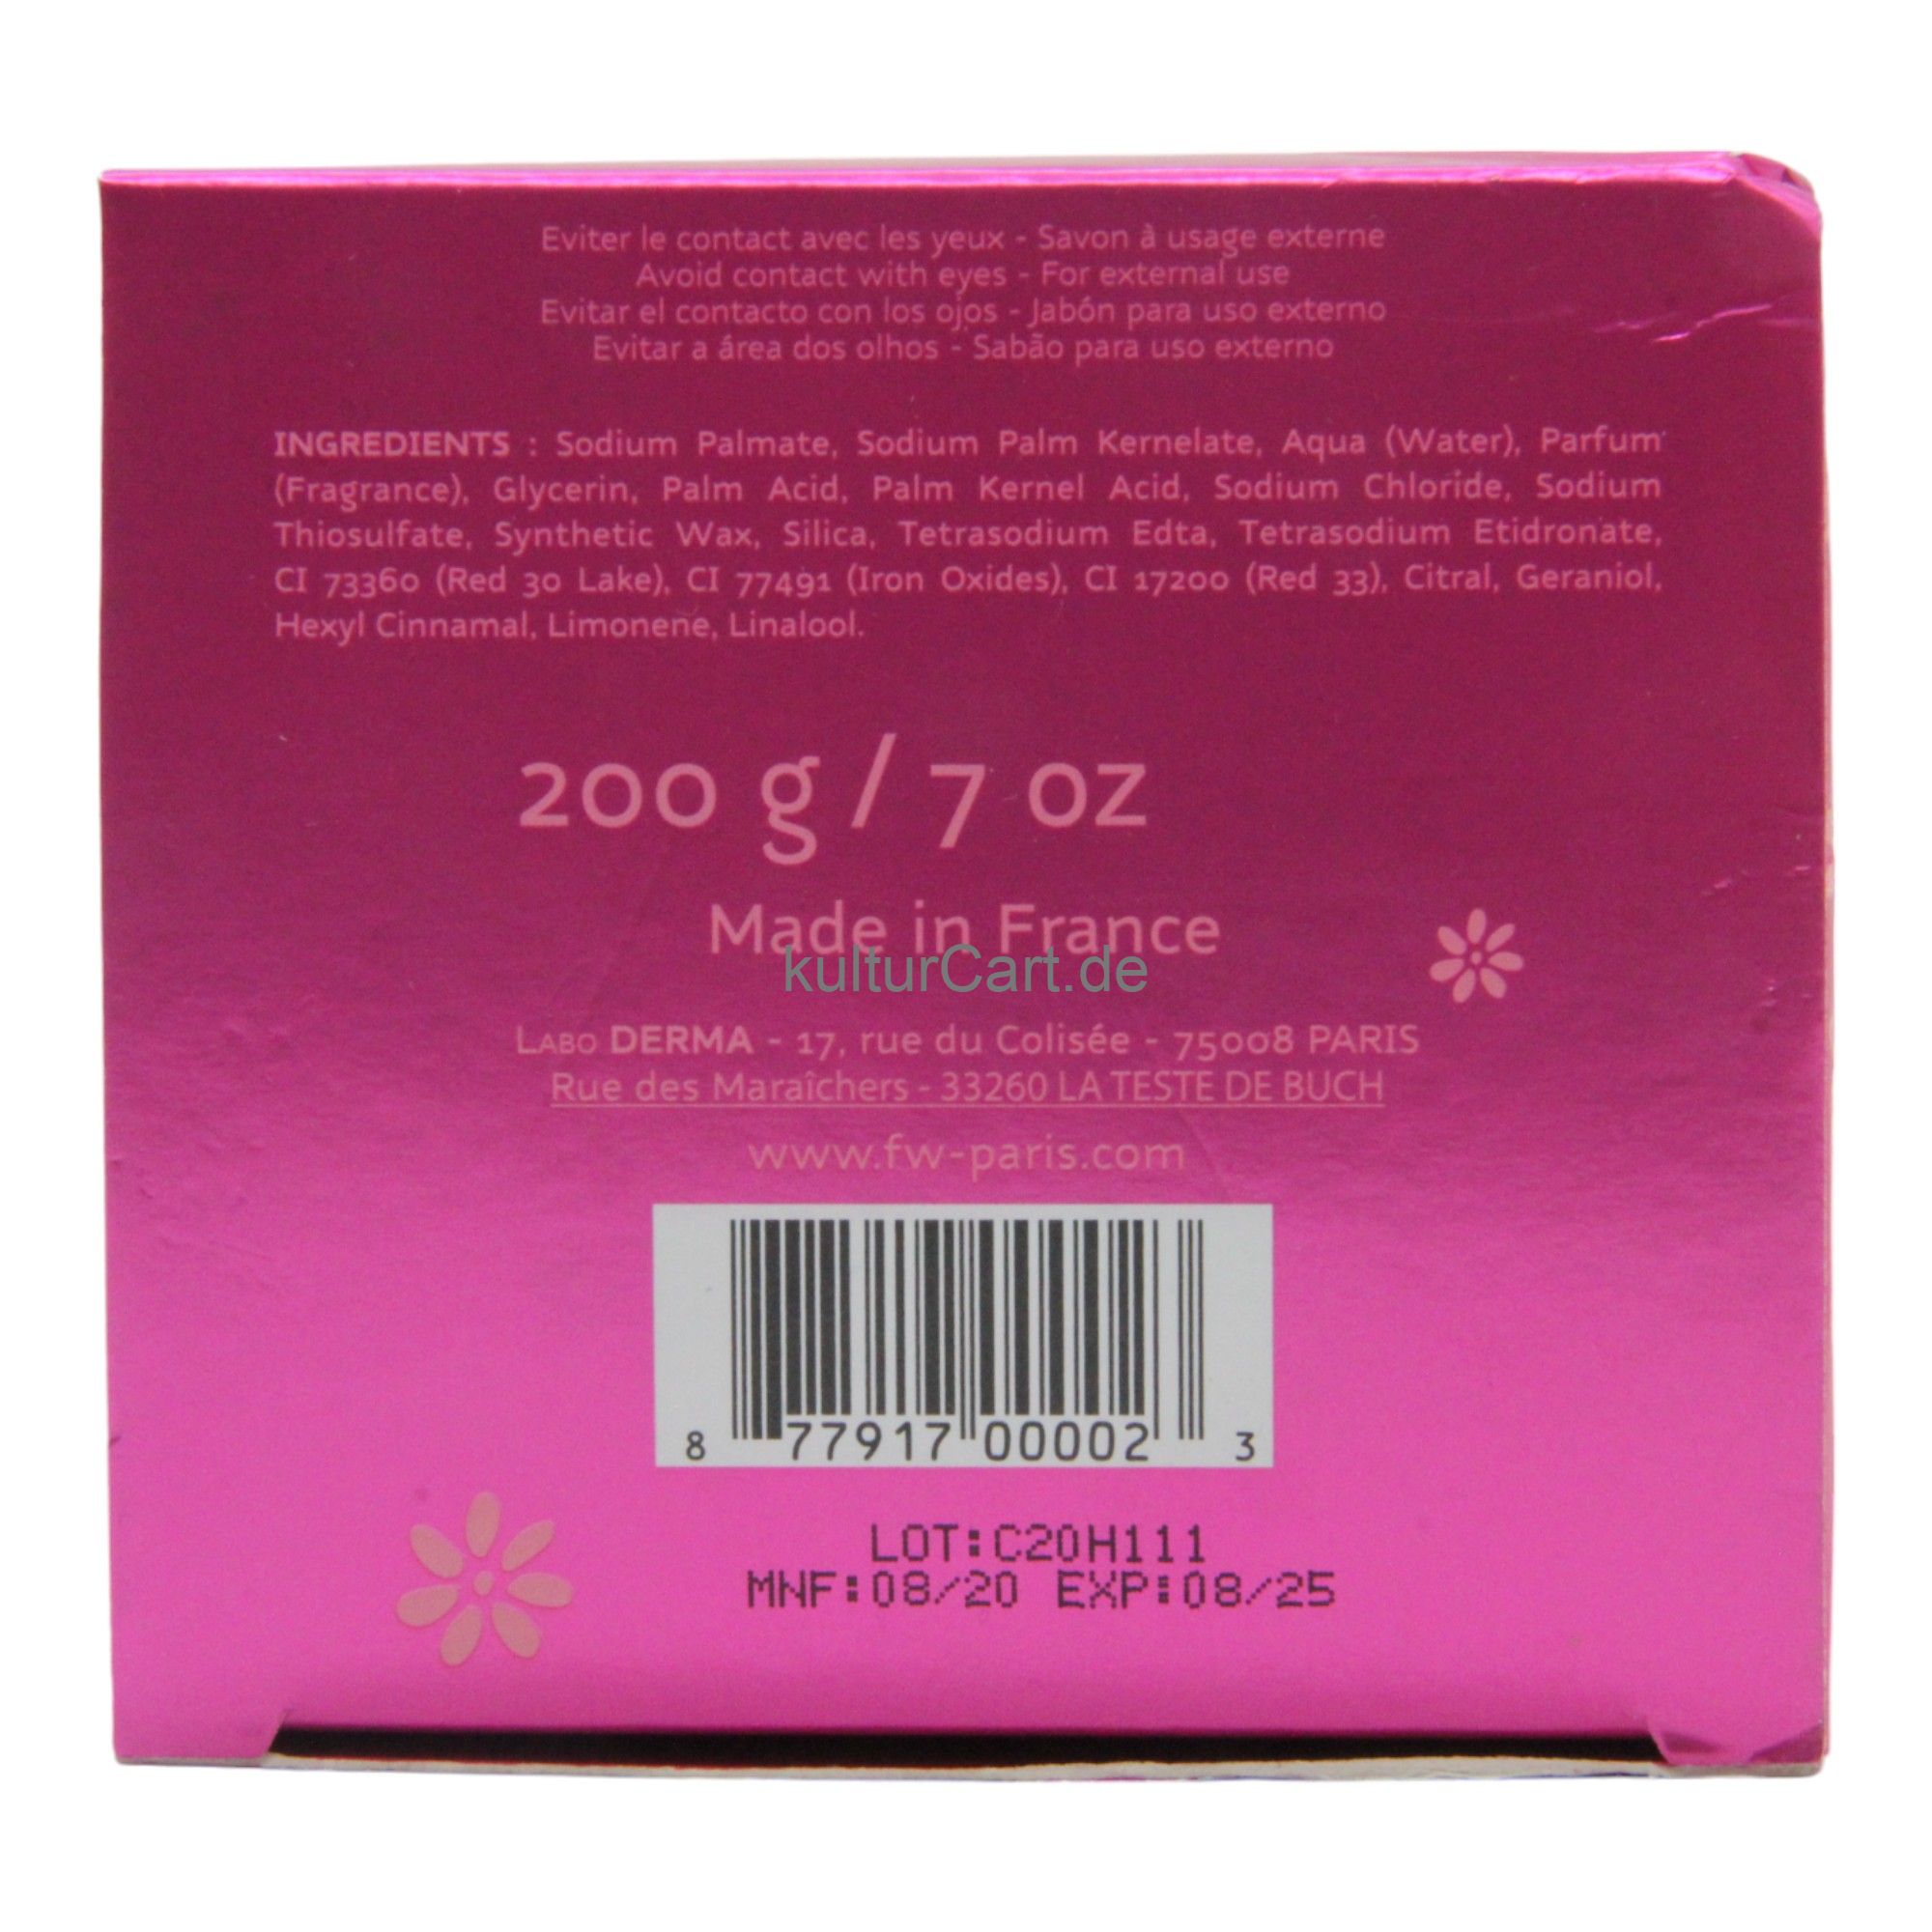 Eviter le contact avec les yeux - Savon à usage externe
Avoid contact with eyes - For external use
Evitar el contacto con los ojos - Jabón para uso externo
Evitar a área dos olhos - Sabão para uso externo
INGREDIENTS : Sodium Palmate, Sodium Palm Kernelate, Aqua (Water), Parfum
(Fragrance), Glycerin, Palm Acid, Palm Kernel Acid, Sodium Chloride, Sodium
Thiosulfate, Synthetic Wax, Silica, Tetrasodium Edta, Tetrasodium Etidronate,
CI 73360 (Red 30 Lake), CI 77491 (Iron Oxides), CI 17200 (Red 33), Citral, Geraniol,
Hexyl Cinnamal, Limonene, Linalool.
200 g / 7 oz
Made in France
kulturCart.de
LABO DERMA - 17, rue du Colisée - 75008 PARIS
Rue des Maraîchers - 33260 LA TESTE DE BUCH
www.fw-paris.com
8 77917 00002 3
LOT:C20H111
MNF:08/20 EXP:08/25